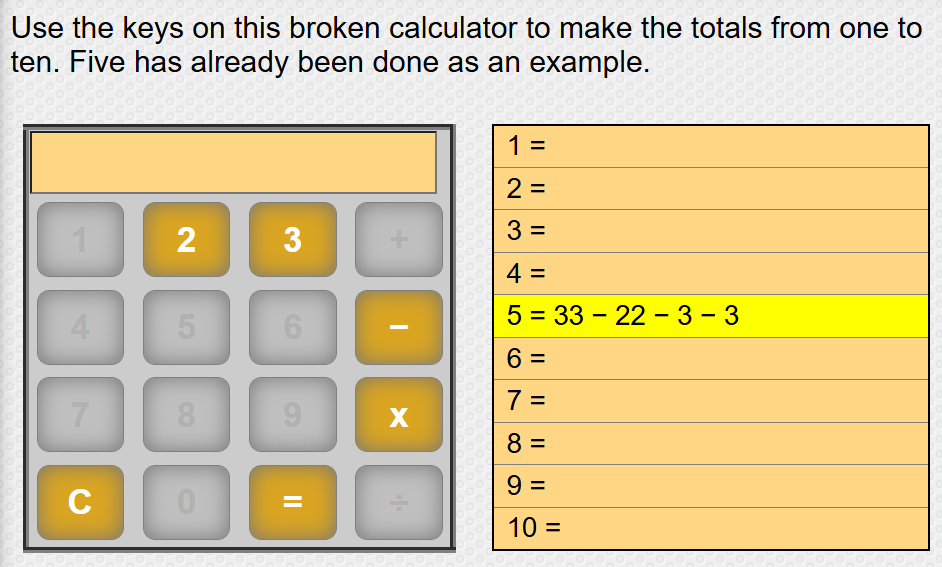 Use the keys on this broken calculator to make the totals from one to
ten. Five has already been done as an example.
1 2 3 +
4 5 6 −
7 8 9 x
C 0 = ÷
1 =
2 =
3 =
4 =
5 = 33 − 22 − 3 − 3
6 =
7 =
8 =
9 =
10 =